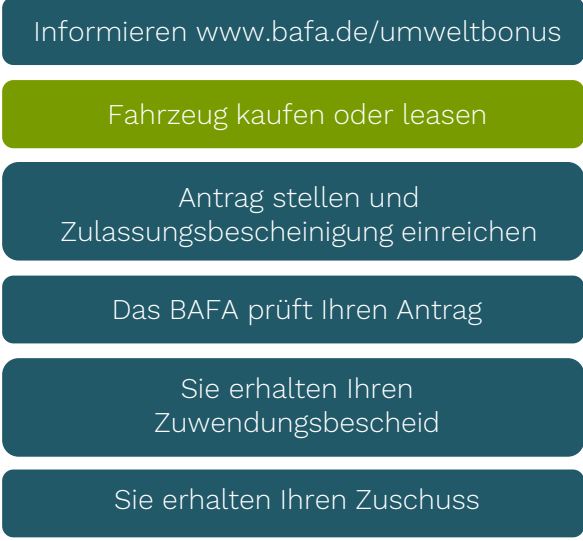 Informieren www.bafa.de/umweltbonus
Fahrzeug kaufen oder leasen
Antrag stellen und
Zulassungsbescheinigung einreichen
Das BAFA prüft Ihren Antrag
Sie erhalten Ihren
Zuwendungsbescheid
Sie erhalten Ihren Zuschuss